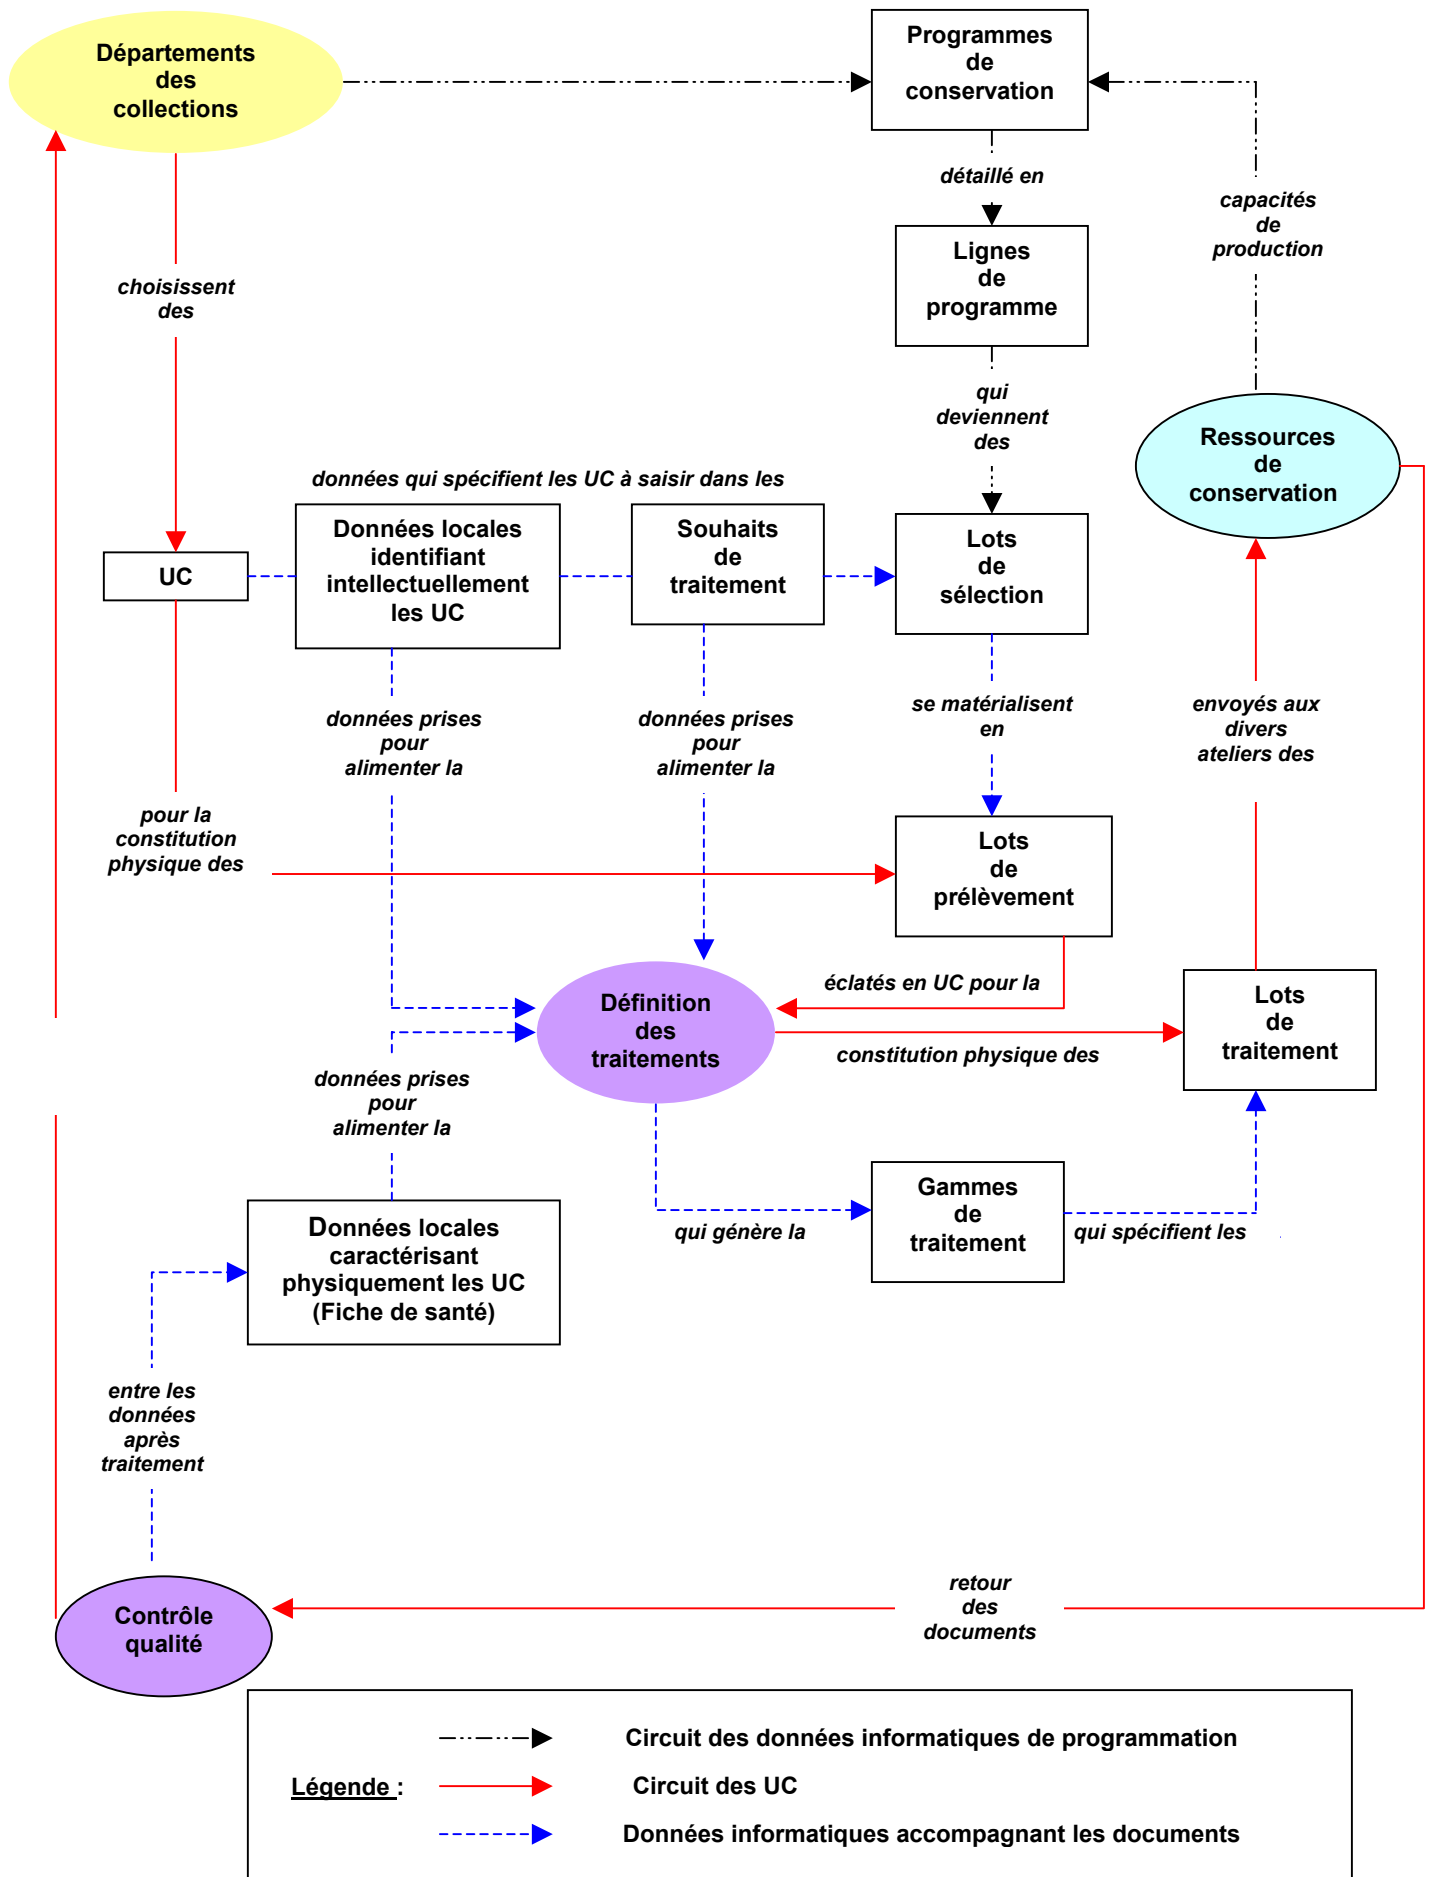 Départements
des
collections
Programmes
de
conservation
détaillé en
capacités
de
production
Lignes
de
programme
choisissent
des
qui
deviennent
des
Ressources
de
conservation
données qui spécifient les UC à saisir dans les
UC
Données locales
identifiant
intellectuellement
les UC
Souhaits
de
traitement
Lots
de
sélection
données prises
pour
alimenter la
données prises
pour
alimenter la
se matérialisent
en
envoyés aux
divers
ateliers des
pour la
constitution
physique des
Lots
de
prélèvement
éclatés en UC pour la
Définition
des
traitements
Lots
de
traitement
constitution physique des
données prises
pour
alimenter la
Gammes
de
traitement
qui génère la
qui spécifient les
Données locales
caractérisant
physiquement les UC
(Fiche de santé)
entre les
données
après
traitement
retour
des
documents
Contrôle
qualité
Circuit des données informatiques de programmation
Légende :
Circuit des UC
Données informatiques accompagnant les documents